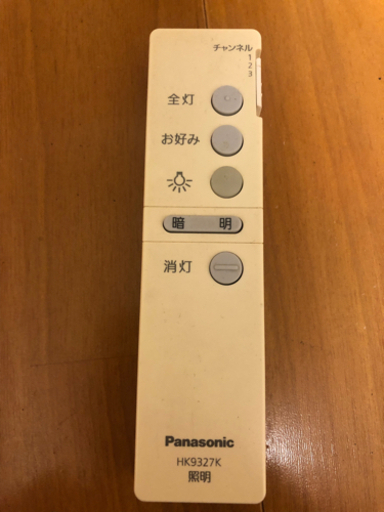 チャンネル
1
2
3
全灯
お好み
暗 明
消灯
Panasonic
HK9327K
照明